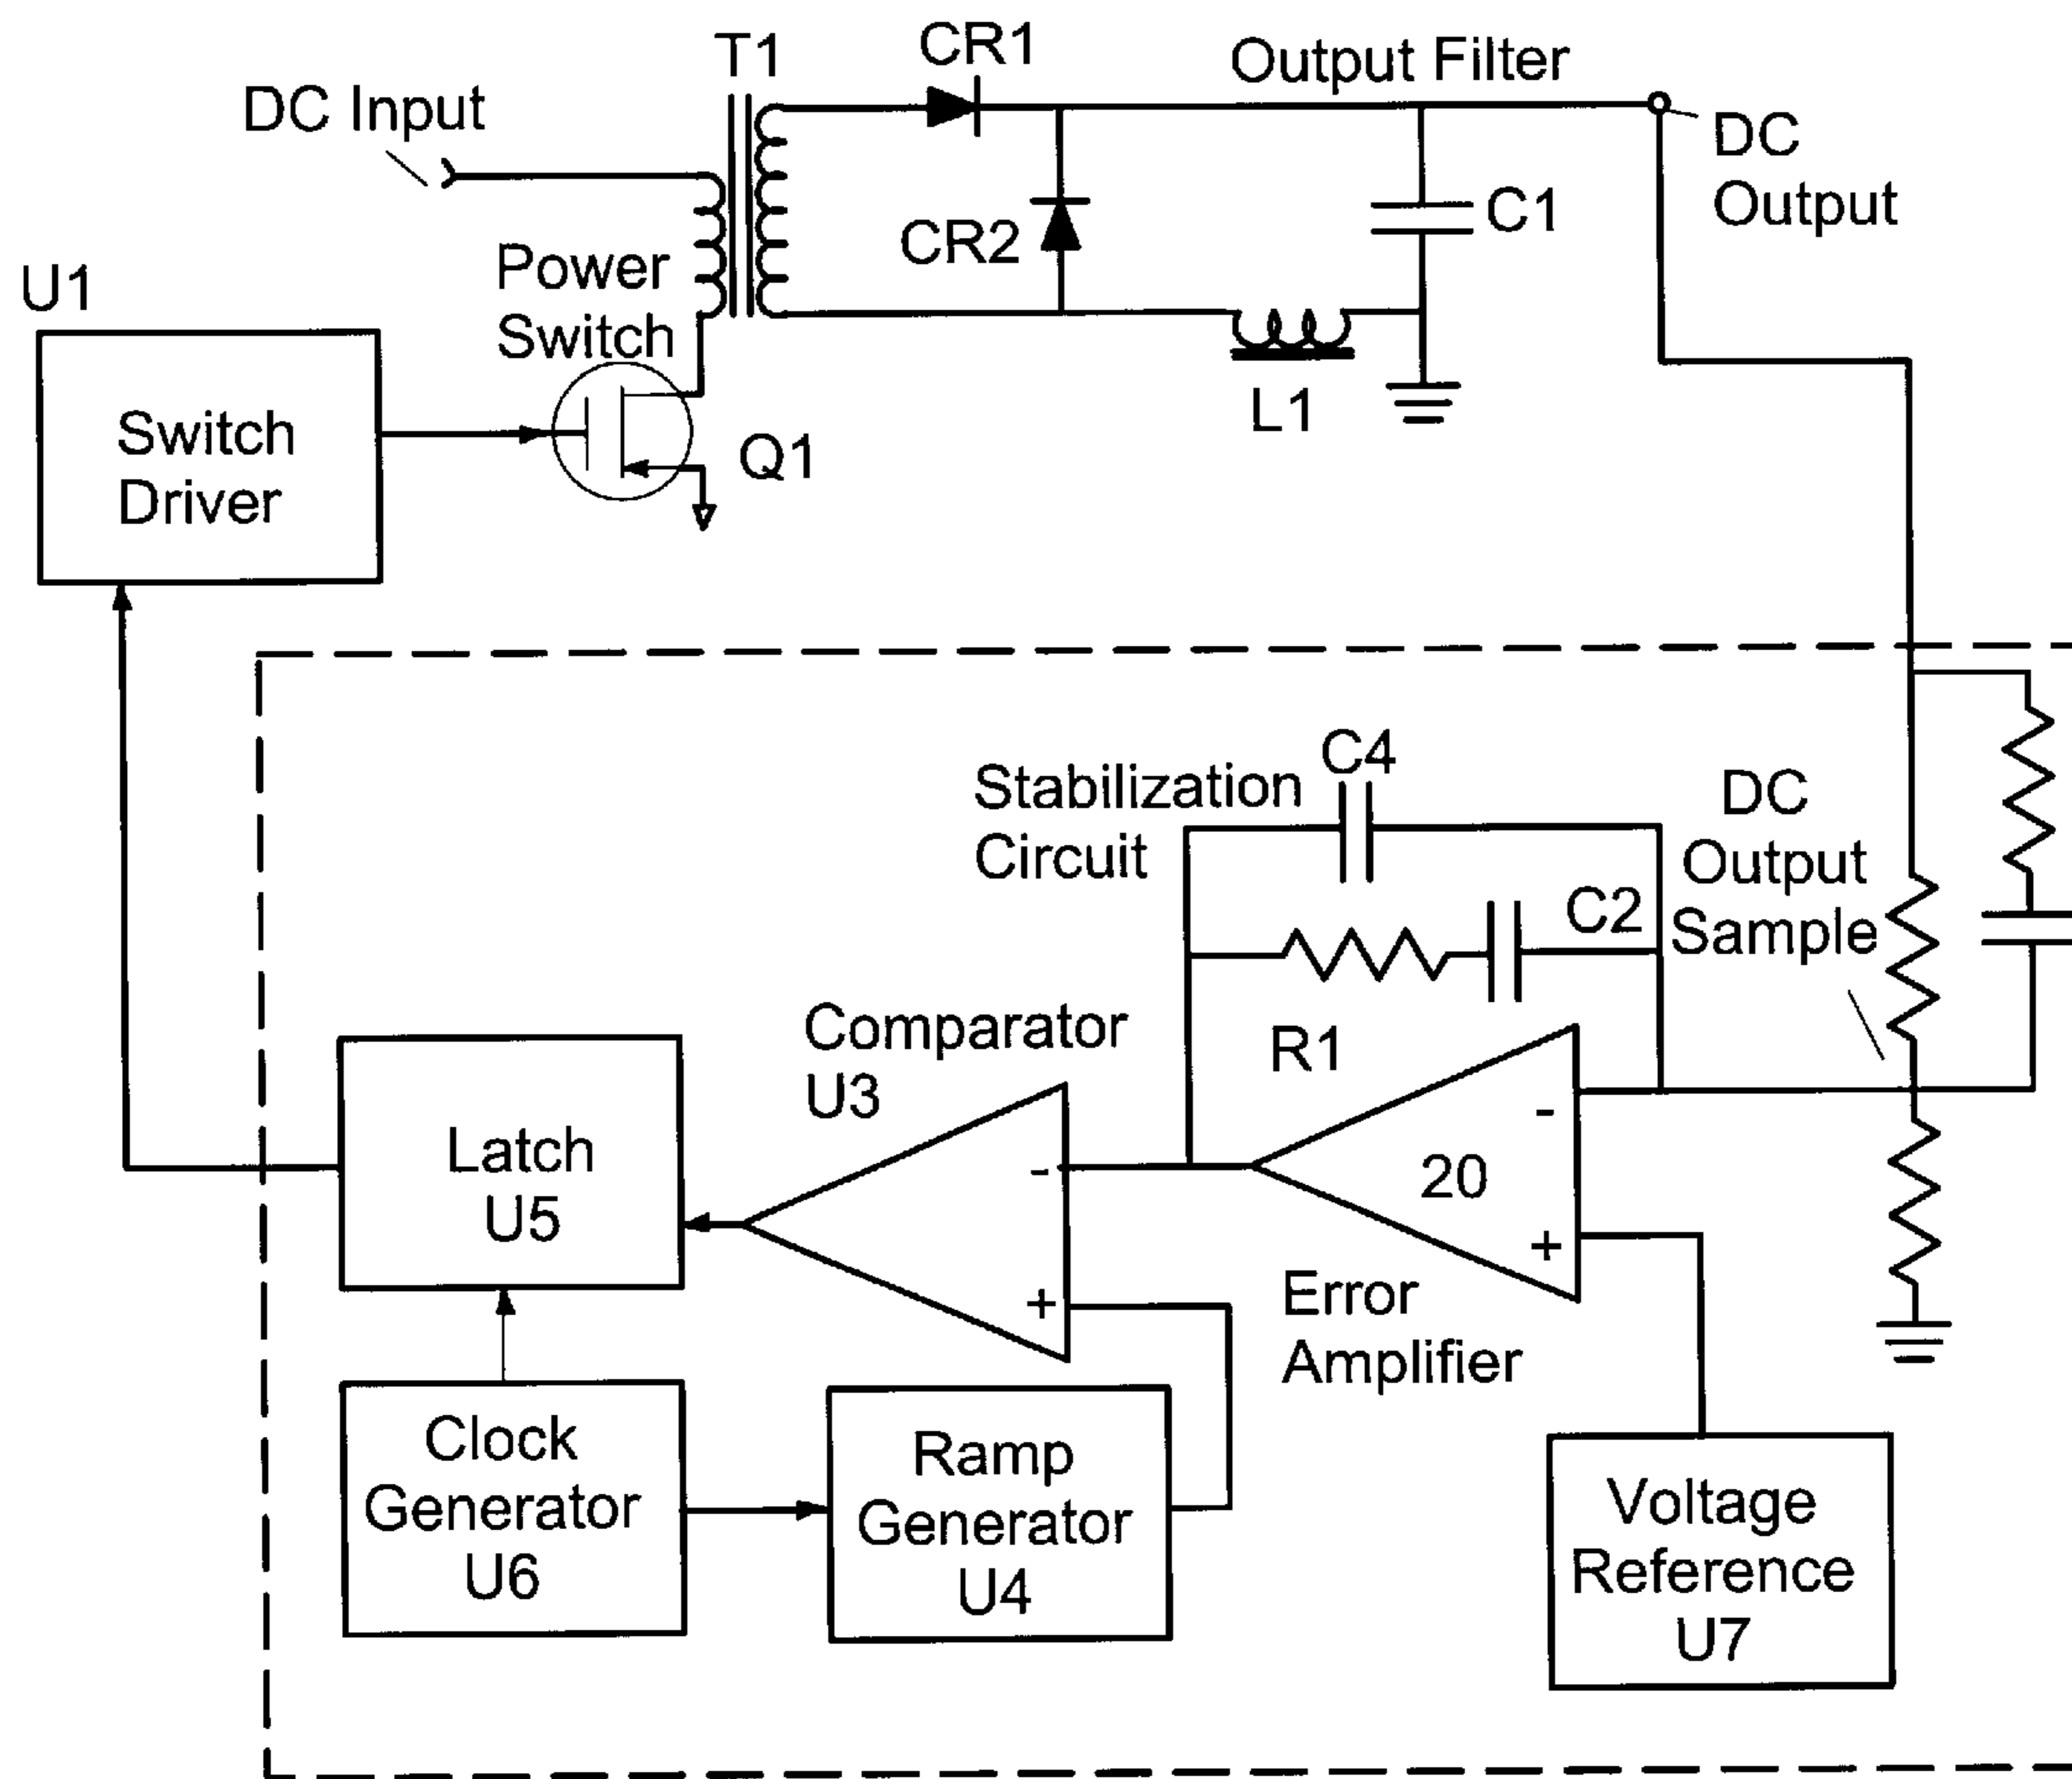 T1
CR1
Output Filter
DC Input
DC
Output
CR2
C1
Power
Switch
U1
L1
Switch
Driver
Q1
C4
Stabilization
Circuit
DC
Output
Sample
C2
Comparator
U3
R1
-
-
Latch
U5
20
+
+
Error
Amplifier
Clock
Generator
U6
Ramp
Generator
U4
Voltage
Reference
U7